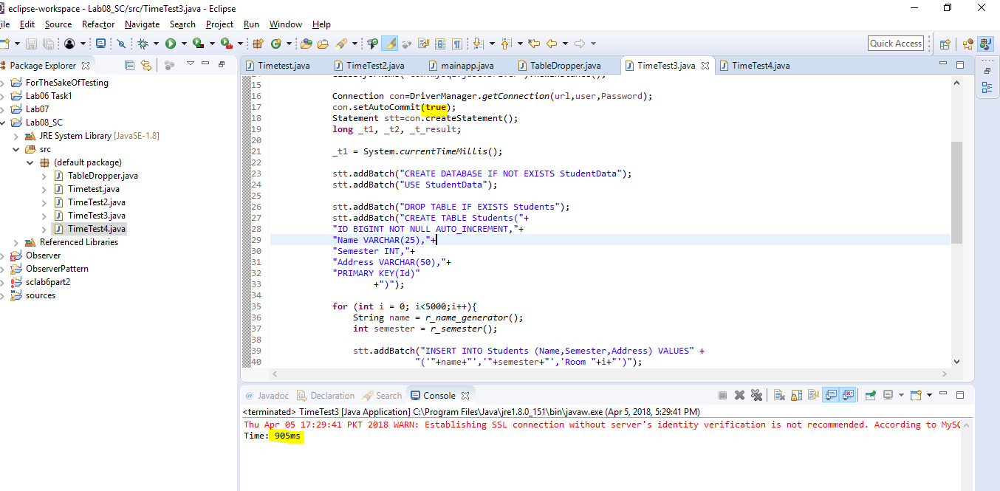 eclipse-workspace - Lab08_SC/src/TimeTest3.java - Eclipse
ile Edit Source Refactor Navigate Search Project Run Window Help
Quick Access
Package Explorer
Timetest.java TimeTest2.java mainapp.java TableDropper.java TimeTest3.java TimeTest4.java
ForTheSakeOfTesting
Lab06 Task1
Lab07
Lab08_SC
JRE System Library [JavaSE-1.8]
src
(default package)
TableDropper.java
Timetest.java
TimeTest2.java
TimeTest3.java
TimeTest4.java
Referenced Libraries
Observer
ObserverPattern
sclab6part2
sources
15
16 Connection con=DriverManager.getConnection(url,user,Password);
17 con.setAutoCommit(true);
18 Statement stt=con.createStatement();
19 long _t1, _t2, _t_result;
20
21 _t1 = System.currentTimeMillis();
22
23 stt.addBatch("CREATE DATABASE IF NOT EXISTS StudentData");
24 stt.addBatch("USE StudentData");
25
26 stt.addBatch("DROP TABLE IF EXISTS Students");
27 stt.addBatch("CREATE TABLE Students("+
28 "ID BIGINT NOT NULL AUTO_INCREMENT,"+
29 "Name VARCHAR(25),"+
30 "Semester INT,"+
31 "Address VARCHAR(50),"+
32 "PRIMARY KEY(Id)"
33 +")");
34
35 for (int i = 0; i<5000;i++){
36 String name = r_name_generator();
37 int semester = r_semester();
38
39 stt.addBatch("INSERT INTO Students (Name,Semester,Address) VALUES" +
40 "('"+name+"','"+semester+"','Room "+i+"')");
@ Javadoc Declaration Search Console
<terminated> TimeTest3 [Java Application] C:\Program Files\Java\jre1.8.0_151\bin\javaw.exe (Apr 5, 2018, 5:29:41 PM)
Thu Apr 05 17:29:41 PKT 2018 WARN: Establishing SSL connection without server's identity verification is not recommended. According to MySQ
Time: 905ms